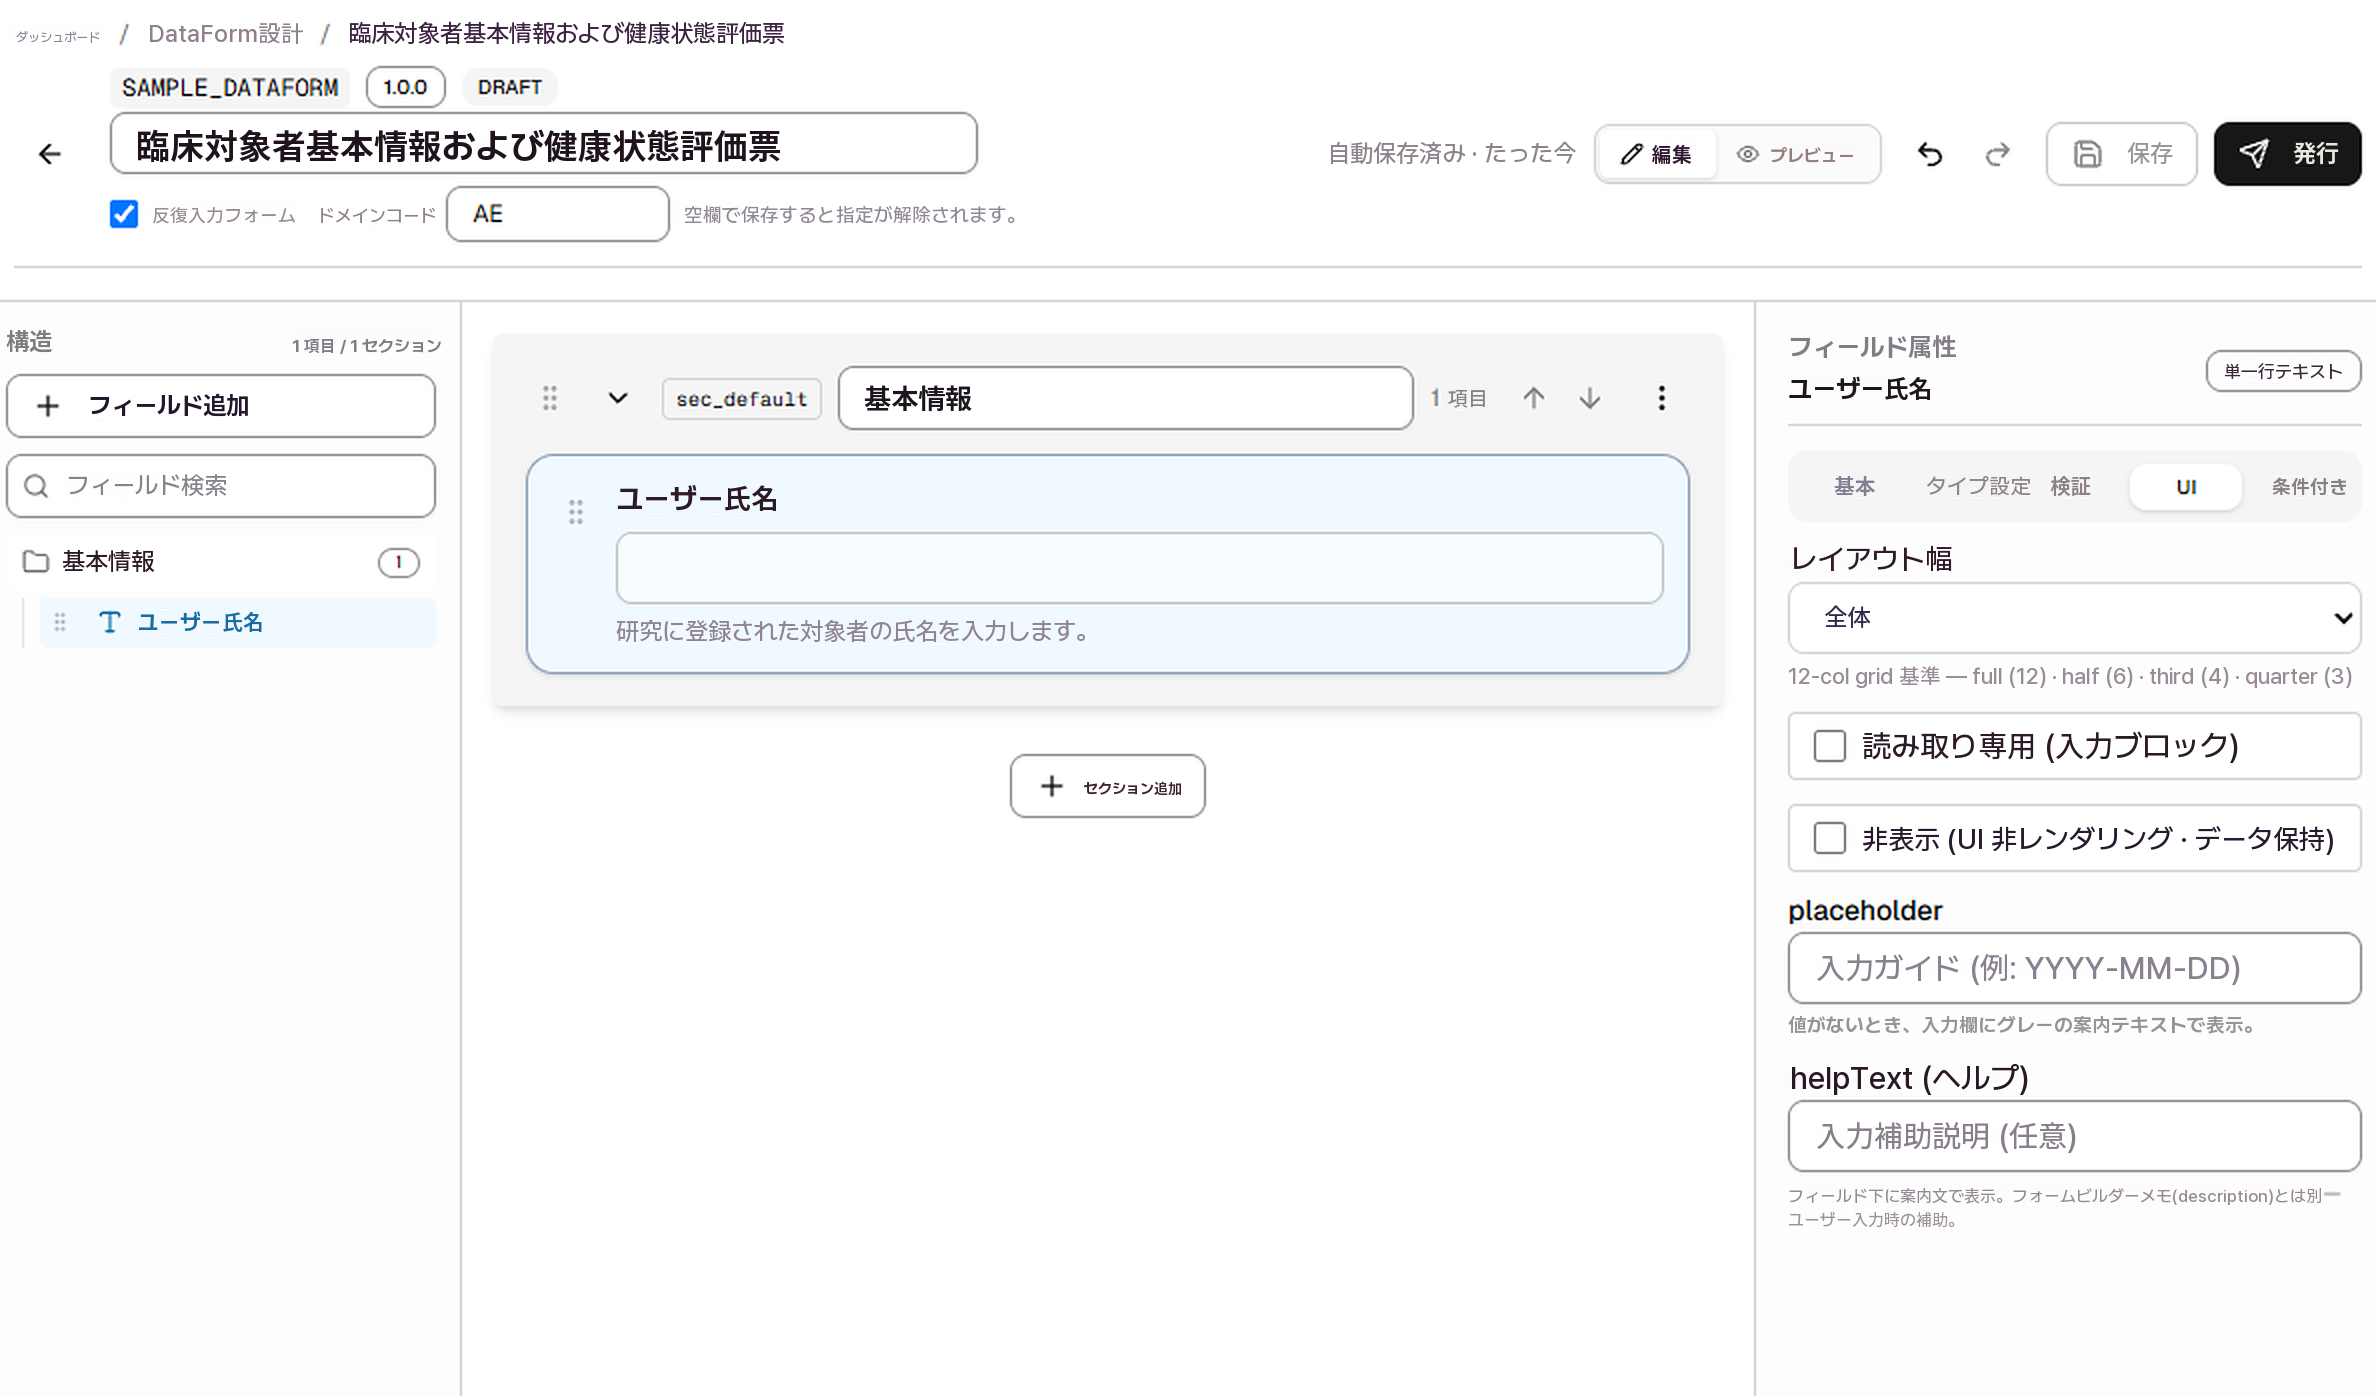 ダッシュボード / DataForm設計 / 臨床対象者基本情報および健康状態評価票
SAMPLE_DATAFORM 1.0.0 DRAFT
臨床対象者基本情報および健康状態評価票
自動保存済み · たった今 編集 プレビュー 保存 発行
反復入力フォーム ドメインコード AE 空欄で保存すると指定が解除されます。
構造 1 項目 / 1 セクション
フィールド追加
フィールド検索
基本情報 1
ユーザー氏名
sec_default 基本情報 1 項目
ユーザー氏名
研究に登録された対象者の氏名を入力します。
セクション追加
フィールド属性
ユーザー氏名 単一行テキスト
基本 タイプ設定 検証 UI 条件付き
レイアウト幅
全体
12-col grid 基準 — full (12) · half (6) · third (4) · quarter (3)
読み取り専用 (入力ブロック)
非表示 (UI 非レンダリング · データ保持)
placeholder
入力ガイド (例: YYYY-MM-DD)
値がないとき、入力欄にグレーの案内テキストで表示。
helpText (ヘルプ)
入力補助説明 (任意)
フィールド下に案内文で表示。フォームビルダーメモ(description)とは別 —
ユーザー入力時の補助。